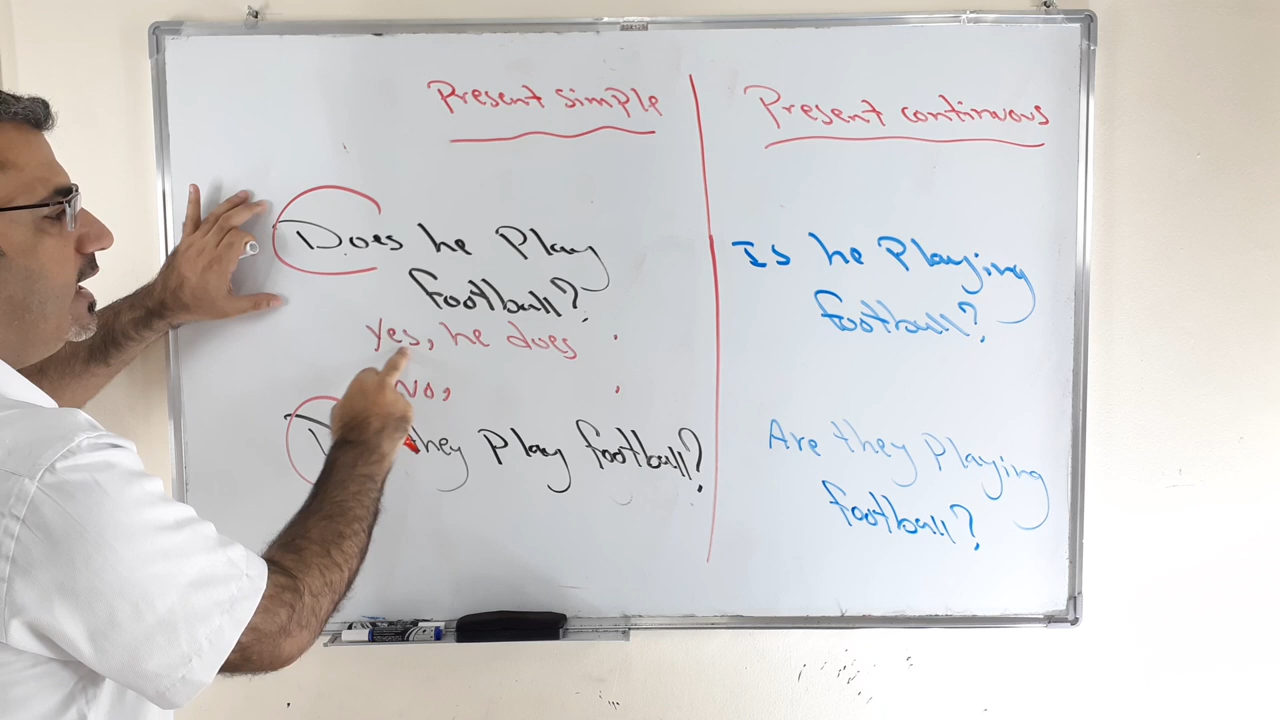 Present simple
Does he Play
football?
yes, he does .
No, .
they Play football?
Present continuous
Is he Playing
football?
Are they Playing
football?